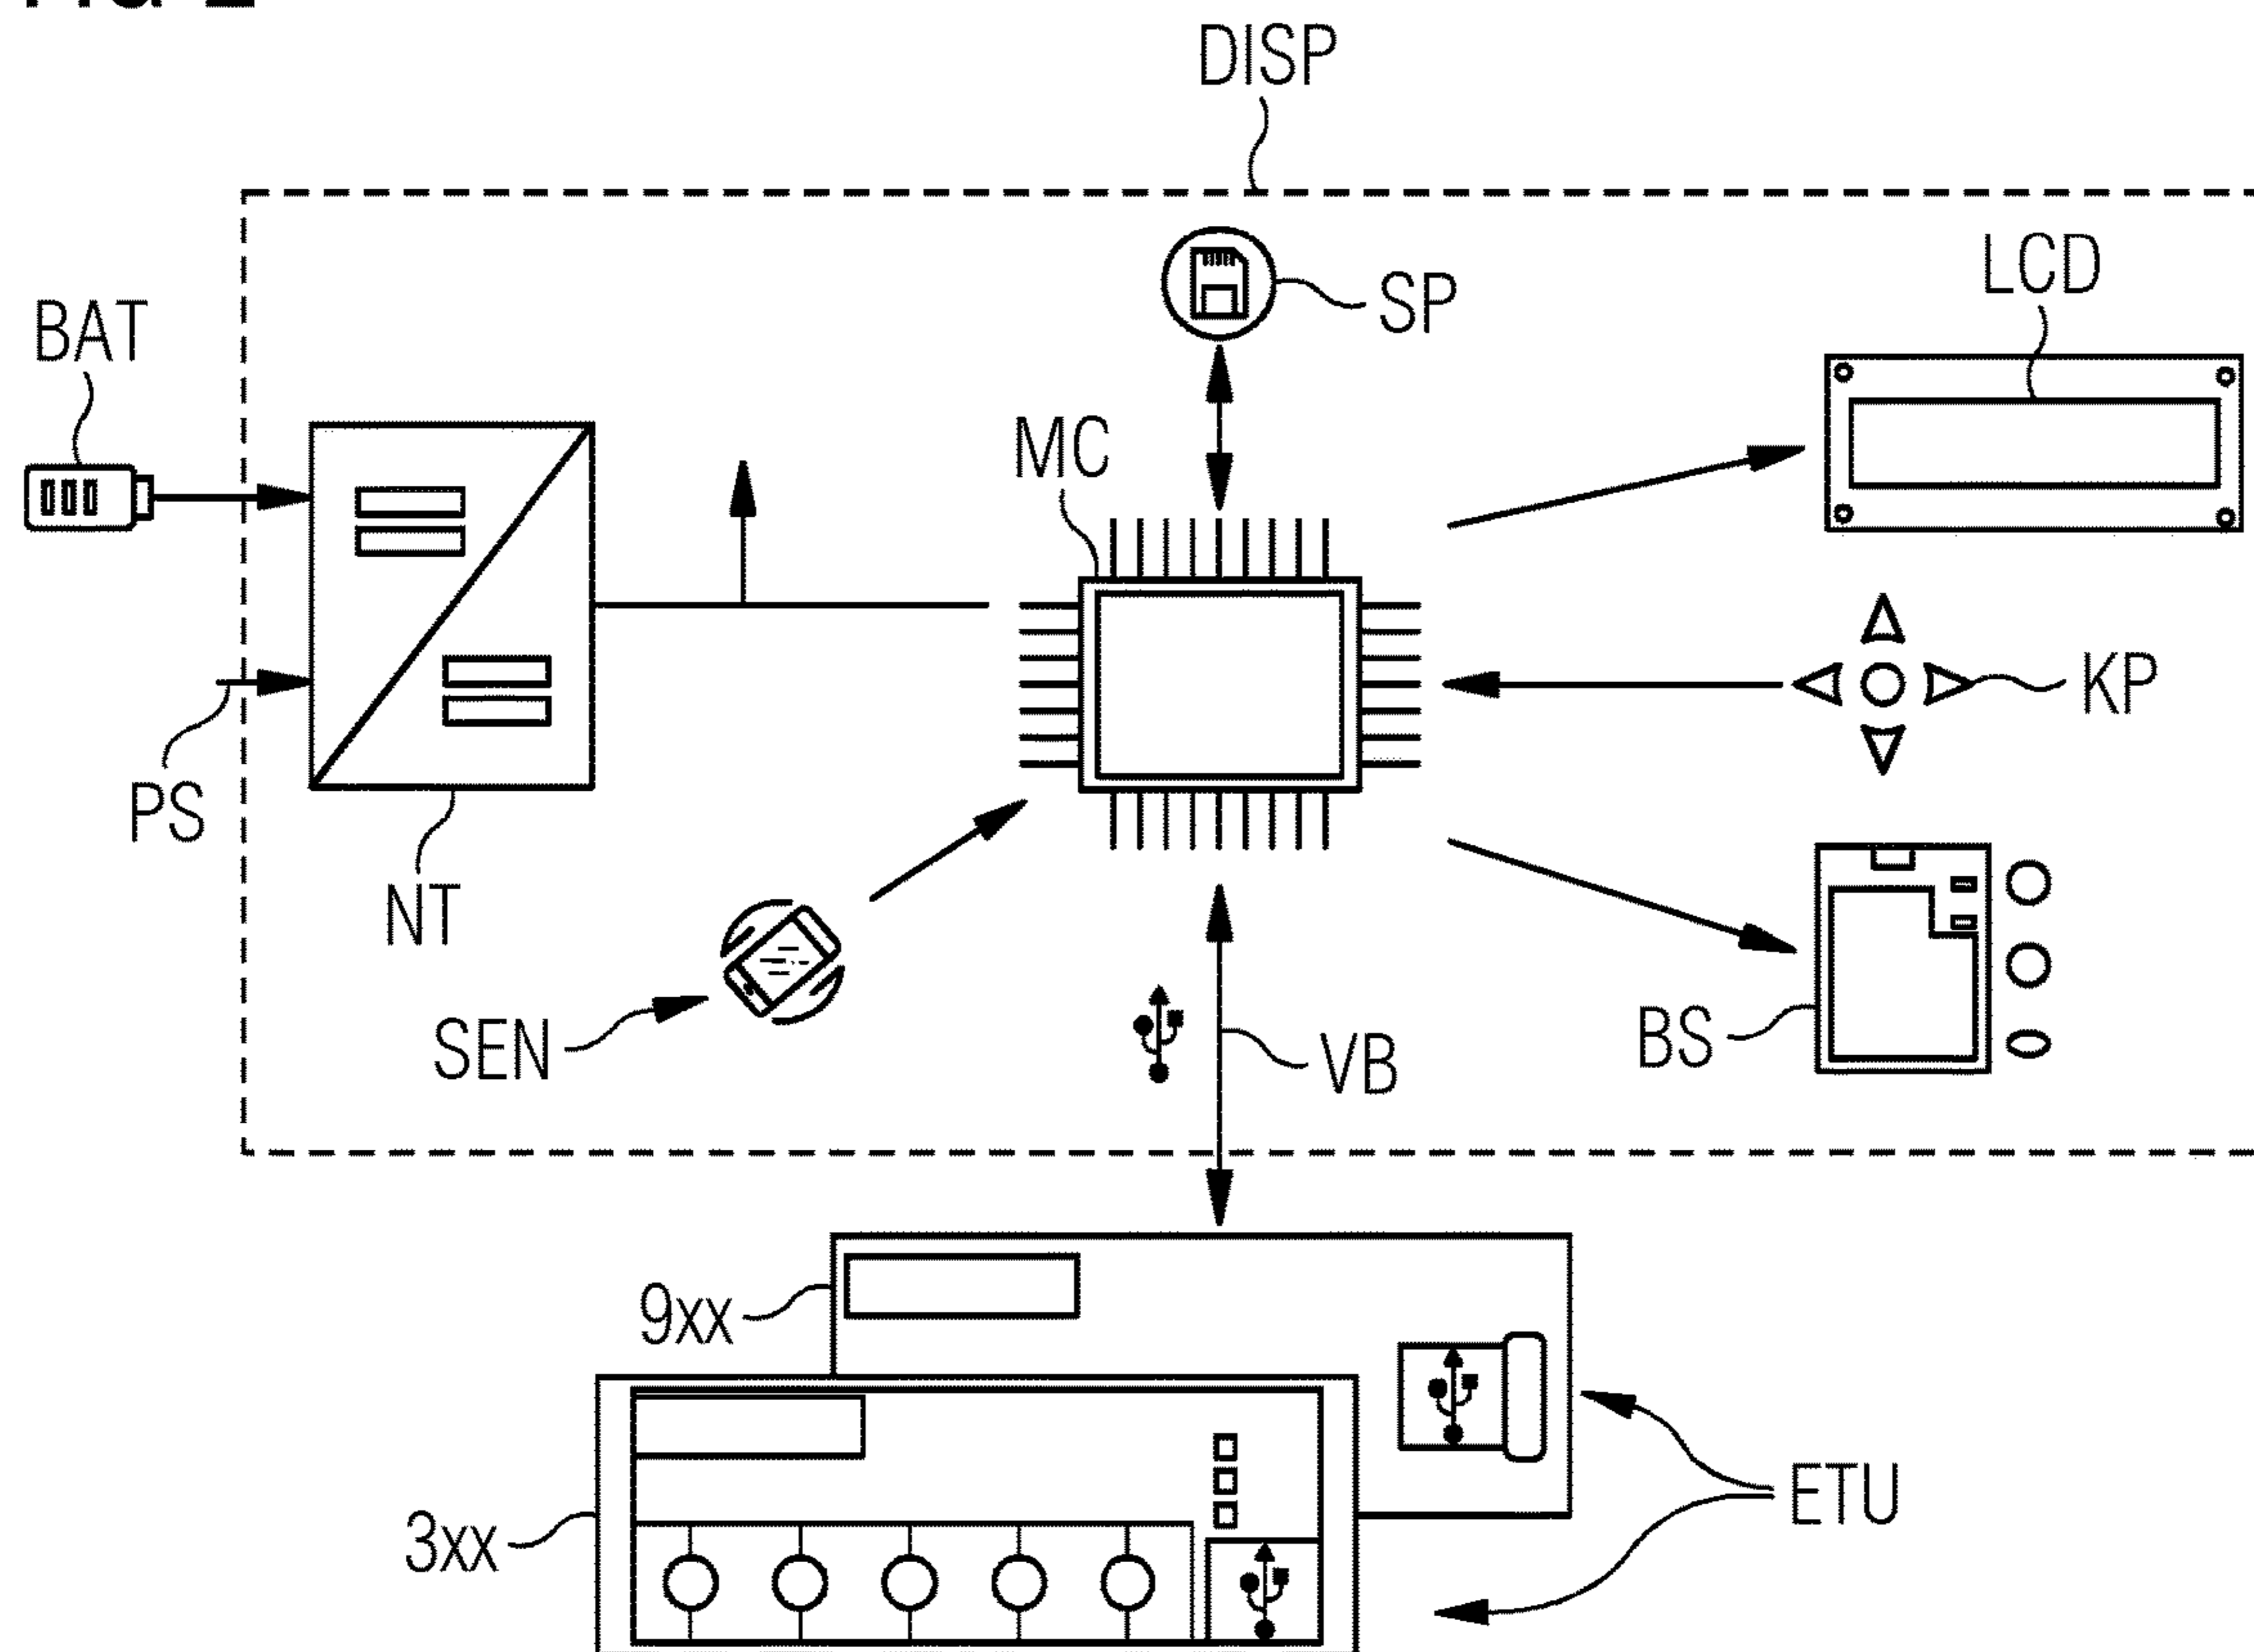 DISP
SP
LCD
BAT
MC
KP
PS
NT
BS
SEN
VB
9xx
3xx
ETU